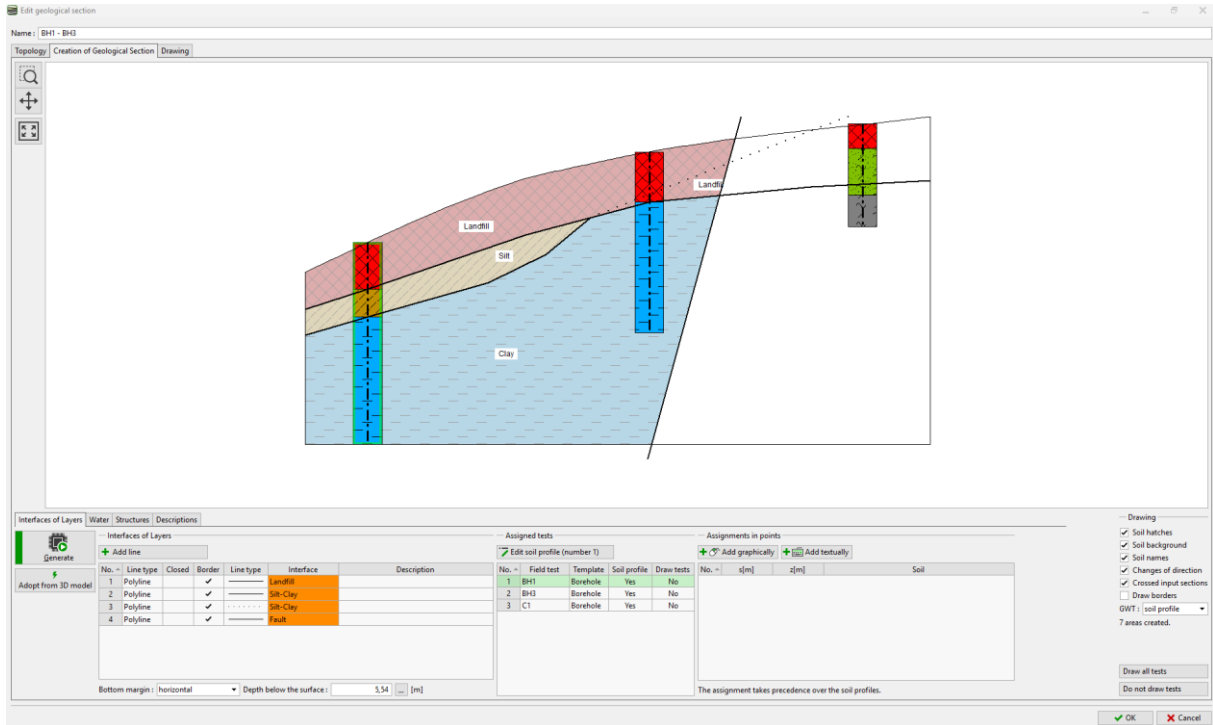 Edit geological section
Name : BH1 - BH3
Topology Creation of Geological Section Drawing
Landfill
Landfil
Silt
Clay
Interfaces of Layers Water Structures Descriptions
Generate
Adopt from 3D model
Interfaces of Layers
Add line
No. Line type Closed Border Line type Interface Description
1 Polyline Landfill
2 Polyline Silt-Clay
3 Polyline Silt-Clay
4 Polyline Fault
Bottom margin : horizontal Depth below the surface : 5,54 ... [m]
Assigned tests
Edit soil profile (number 1)
No. Field test Template Soil profile Draw tests
1 BH1 Borehole Yes No
2 BH3 Borehole Yes No
3 C1 Borehole Yes No
Assignments in points
Add graphically Add textually
No. s[m] z[m] Soil
The assignment takes precedence over the soil profiles.
Drawing
Soil hatches
Soil background
Soil names
Changes of direction
Crossed input sections
Draw borders
GWT : soil profile
7 areas created.
Draw all tests
Do not draw tests
OK Cancel